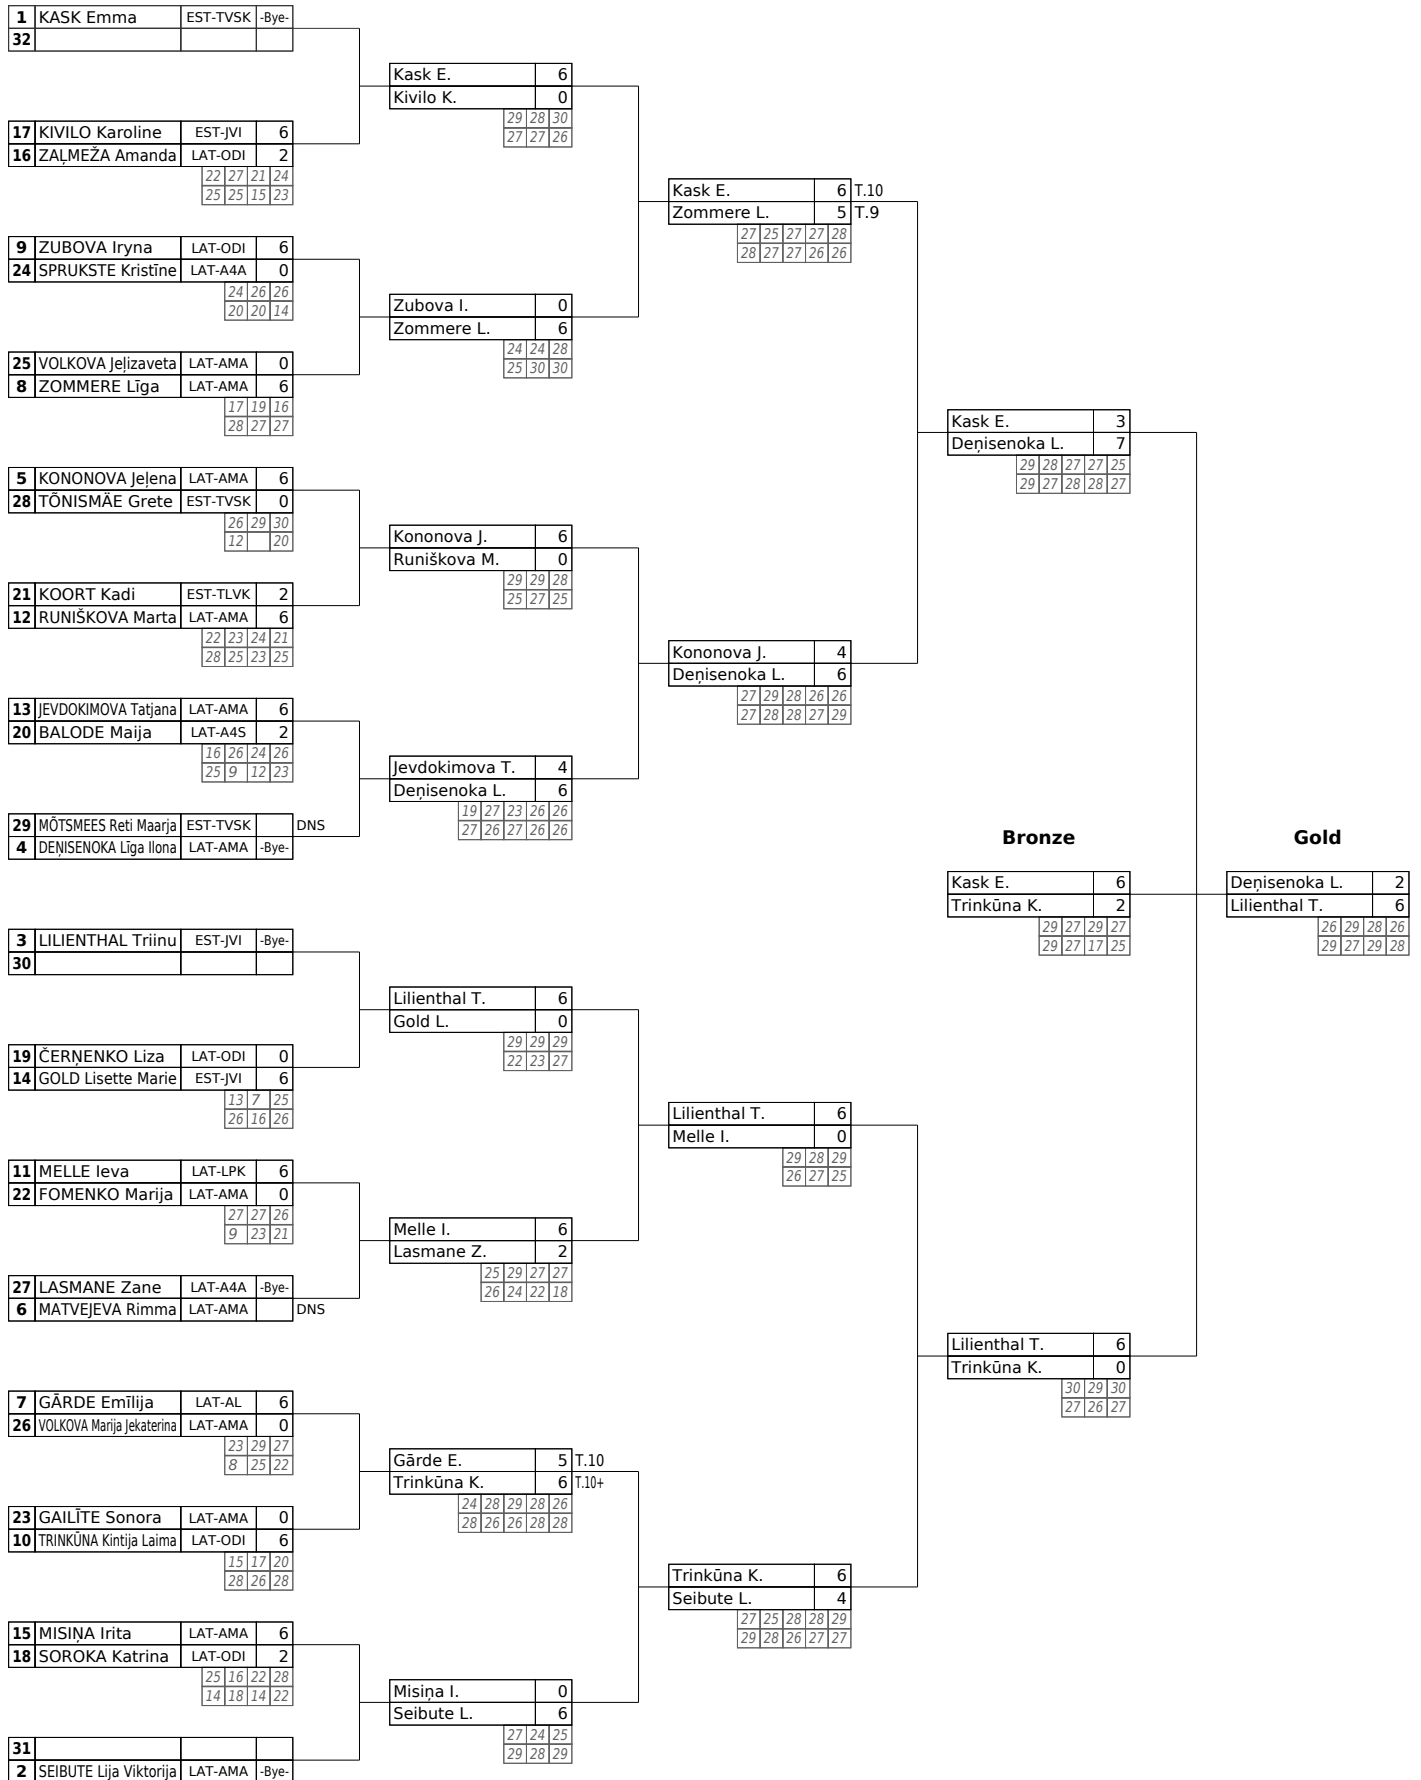 1 KASK Emma EST-TVSK -Bye-
32
17 KIVILO Karoline EST-JVI 6
16 ZAĻMEŽA Amanda LAT-ODI 2
22 27 21 24
25 25 15 23
9 ZUBOVA Iryna LAT-ODI 6
24 SPRUKSTE Kristīne LAT-A4A 0
24 26 26
20 20 14
25 VOLKOVA Jeļizaveta LAT-AMA 0
8 ZOMMERE Līga LAT-AMA 6
17 19 16
28 27 27
5 KONONOVA Jeļena LAT-AMA 6
28 TÕNISMÄE Grete EST-TVSK 0
26 29 30
12 20
21 KOORT Kadi EST-TLVK 2
12 RUNIŠKOVA Marta LAT-AMA 6
22 23 24 21
28 25 23 25
13 JEVDOKIMOVA Tatjana LAT-AMA 6
20 BALODE Maija LAT-A4S 2
16 26 24 26
25 9 12 23
29 MÕTSMEES Reti Maarja EST-TVSK DNS
4 DEŅISENOKA Līga Ilona LAT-AMA -Bye-
3 LILIENTHAL Triinu EST-JVI -Bye-
30
19 ČERŅENKO Liza LAT-ODI 0
14 GOLD Lisette Marie EST-JVI 6
13 7 25
26 16 26
11 MELLE Ieva LAT-LPK 6
22 FOMENKO Marija LAT-AMA 0
27 27 26
9 23 21
27 LASMANE Zane LAT-A4A -Bye-
6 MATVEJEVA Rimma LAT-AMA DNS
7 GĀRDE Emīlija LAT-AL 6
26 VOLKOVA Marija Jekaterina LAT-AMA 0
23 29 27
8 25 22
23 GAILĪTE Sonora LAT-AMA 0
10 TRINKŪNA Kintija Laima LAT-ODI 6
15 17 20
28 26 28
15 MISIŅA Irita LAT-AMA 6
18 SOROKA Katrina LAT-ODI 2
25 16 22 28
14 18 14 22
31
2 SEIBUTE Lija Viktorija LAT-AMA -Bye-
Kask E. 6
Kivilo K. 0
29 28 30
27 27 26
Zubova I. 0
Zommere L. 6
24 24 28
25 30 30
Kononova J. 6
Runiškova M. 0
29 29 28
25 27 25
Jevdokimova T. 4
Deņisenoka L. 6
19 27 23 26 26
27 26 27 26 26
Lilienthal T. 6
Gold L. 0
29 29 29
22 23 27
Melle I. 6
Lasmane Z. 2
25 29 27 27
26 24 22 18
Gārde E. 5 T.10
Trinkūna K. 6 T.10+
24 28 29 28 26
28 26 26 28 28
Misiņa I. 0
Seibute L. 6
27 24 25
29 28 29
Kask E. 6 T.10
Zommere L. 5 T.9
27 25 27 27 28
28 27 27 26 26
Kononova J. 4
Deņisenoka L. 6
27 29 28 26 26
27 28 28 27 29
Lilienthal T. 6
Melle I. 0
29 28 29
26 27 25
Trinkūna K. 6
Seibute L. 4
27 25 28 28 29
29 28 26 27 27
Kask E. 3
Deņisenoka L. 7
29 28 27 27 25
29 27 28 28 27
Bronze
Kask E. 6
Trinkūna K. 2
29 27 29 27
29 27 17 25
Lilienthal T. 6
Trinkūna K. 0
30 29 30
27 26 27
Gold
Deņisenoka L. 2
Lilienthal T. 6
26 29 28 26
29 27 29 28